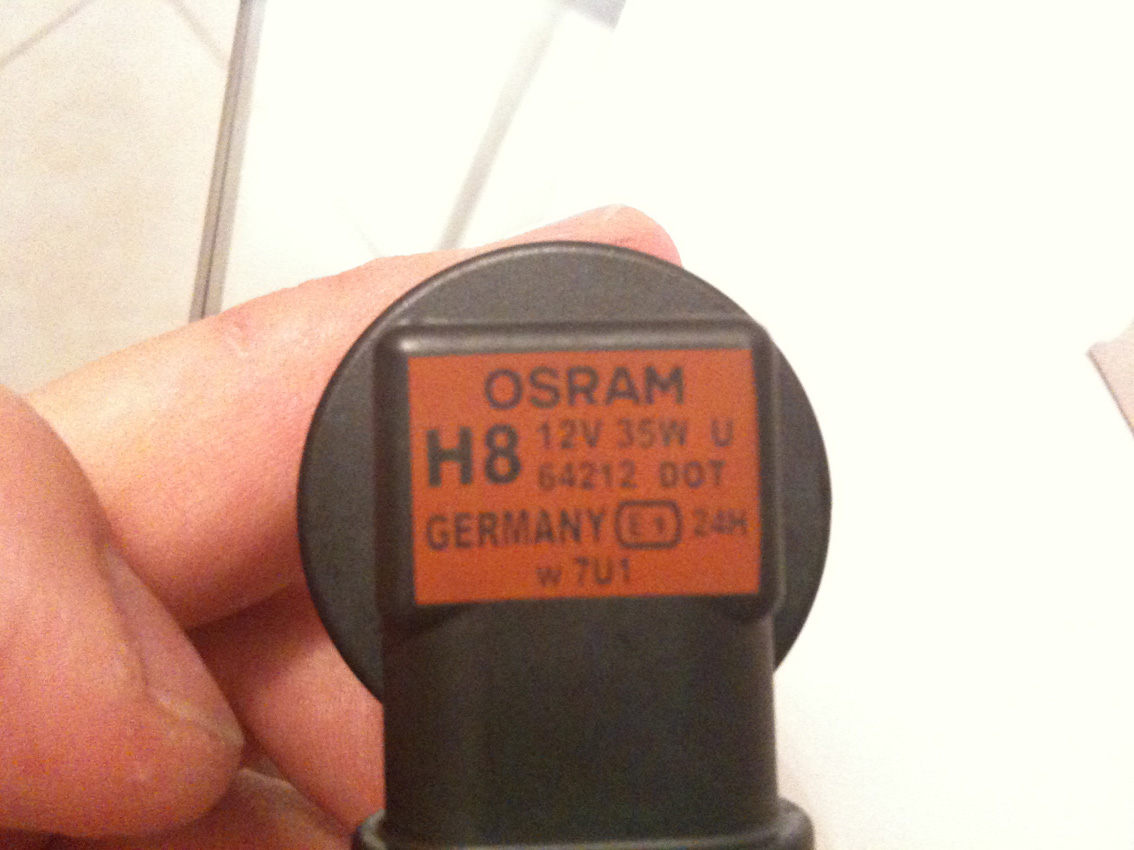 OSRAM
H8 12V 35W U
64212 DOT
GERMANY E1 24H
w 7U1